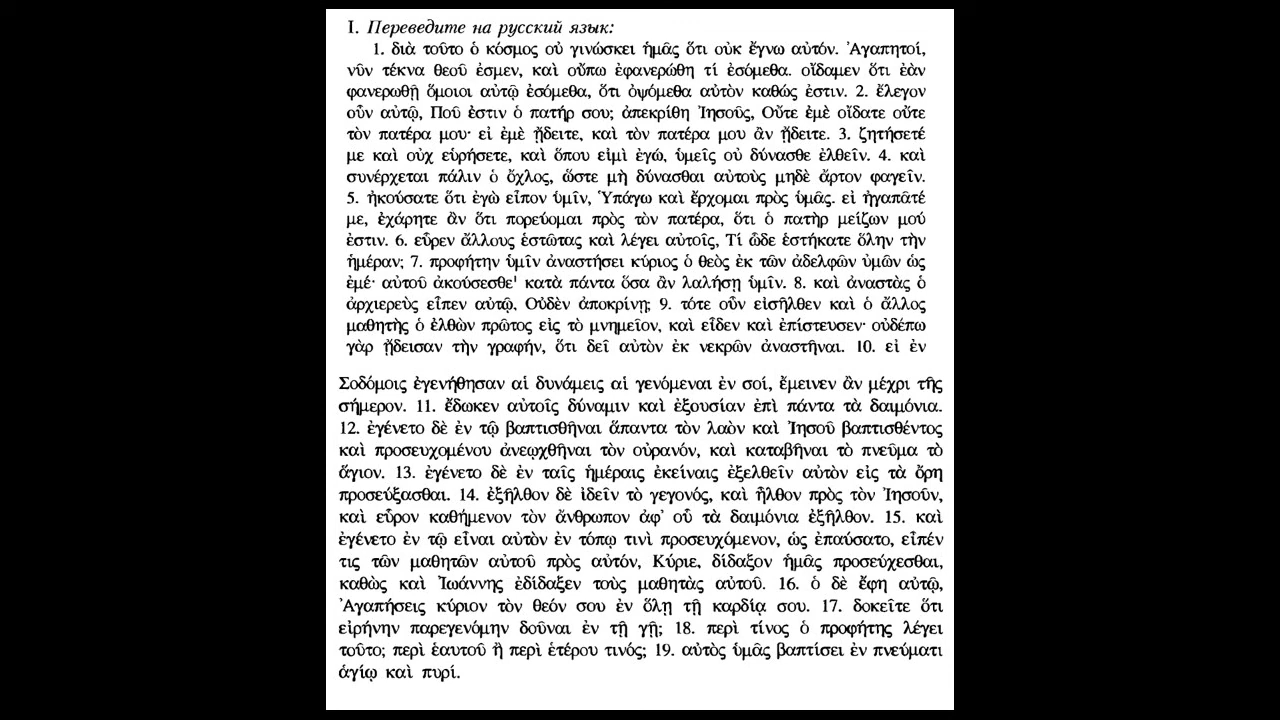 I. Переведите на русский язык:
1. διὰ τοῦτο ὁ κόσμος οὐ γινώσκει ἡμᾶς ὅτι οὐκ ἔγνω αὐτόν. Ἀγαπητοί,
νῦν τέκνα θεοῦ ἐσμεν, καὶ οὔπω ἐφανερώθη τί ἐσόμεθα. οἴδαμεν ὅτι ἐὰν
φανερωθῇ ὅμοιοι αὐτῷ ἐσόμεθα, ὅτι ὀψόμεθα αὐτὸν καθώς ἐστιν. 2. ἔλεγον
οὖν αὐτῷ, Ποῦ ἐστιν ὁ πατήρ σου; ἀπεκρίθη Ἰησοῦς, Οὔτε ἐμὲ οἴδατε οὔτε
τὸν πατέρα μου· εἰ ἐμὲ ᾔδειτε, καὶ τὸν πατέρα μου ἂν ᾔδειτε. 3. ζητήσετέ
με καὶ οὐχ εὑρήσετε, καὶ ὅπου εἰμὶ ἐγώ, ὑμεῖς οὐ δύνασθε ἐλθεῖν. 4. καὶ
συνέρχεται πάλιν ὁ ὄχλος, ὥστε μὴ δύνασθαι αὐτοὺς μηδὲ ἄρτον φαγεῖν.
5. ἠκούσατε ὅτι ἐγὼ εἶπον ὑμῖν, Ὑπάγω καὶ ἔρχομαι πρὸς ὑμᾶς. εἰ ἠγαπᾶτέ
με, ἐχάρητε ἂν ὅτι πορεύομαι πρὸς τὸν πατέρα, ὅτι ὁ πατὴρ μείζων μού
ἐστιν. 6. εὗρεν ἄλλους ἑστῶτας καὶ λέγει αὐτοῖς, Τί ὧδε ἑστήκατε ὅλην τὴν
ἡμέραν; 7. προφήτην ὑμῖν ἀναστήσει κύριος ὁ θεὸς ἐκ τῶν ἀδελφῶν ὑμῶν ὡς
ἐμέ· αὐτοῦ ἀκούσεσθε' κατὰ πάντα ὅσα ἂν λαλήσῃ ὑμῖν. 8. καὶ ἀναστὰς ὁ
ἀρχιερεὺς εἶπεν αὐτῷ, Οὐδὲν ἀποκρίνῃ; 9. τότε οὖν εἰσῆλθεν καὶ ὁ ἄλλος
μαθητὴς ὁ ἐλθὼν πρῶτος εἰς τὸ μνημεῖον, καὶ εἶδεν καὶ ἐπίστευσεν· οὐδέπω
γὰρ ᾔδεισαν τὴν γραφήν, ὅτι δεῖ αὐτὸν ἐκ νεκρῶν ἀναστῆναι. 10. εἰ ἐν
Σοδόμοις ἐγενήθησαν αἱ δυνάμεις αἱ γενόμεναι ἐν σοί, ἔμεινεν ἂν μέχρι τῆς
σήμερον. 11. ἔδωκεν αὐτοῖς δύναμιν καὶ ἐξουσίαν ἐπὶ πάντα τὰ δαιμόνια.
12. ἐγένετο δὲ ἐν τῷ βαπτισθῆναι ἅπαντα τὸν λαὸν καὶ Ἰησοῦ βαπτισθέντος
καὶ προσευχομένου ἀνεῳχθῆναι τὸν οὐρανόν, καὶ καταβῆναι τὸ πνεῦμα τὸ
ἅγιον. 13. ἐγένετο δὲ ἐν ταῖς ἡμέραις ἐκείναις ἐξελθεῖν αὐτὸν εἰς τὰ ὄρη
προσεύξασθαι. 14. ἐξῆλθον δὲ ἰδεῖν τὸ γεγονός, καὶ ἦλθον πρὸς τὸν Ἰησοῦν,
καὶ εὗρον καθήμενον τὸν ἄνθρωπον ἀφ' οὗ τὰ δαιμόνια ἐξῆλθον. 15. καὶ
ἐγένετο ἐν τῷ εἶναι αὐτὸν ἐν τόπῳ τινὶ προσευχόμενον, ὡς ἐπαύσατο, εἶπέν
τις τῶν μαθητῶν αὐτοῦ πρὸς αὐτόν, Κύριε, δίδαξον ἡμᾶς προσεύχεσθαι,
καθὼς καὶ Ἰωάννης ἐδίδαξεν τοὺς μαθητὰς αὐτοῦ. 16. ὁ δὲ ἔφη αὐτῷ,
Ἀγαπήσεις κύριον τὸν θεόν σου ἐν ὅλῃ τῇ καρδίᾳ σου. 17. δοκεῖτε ὅτι
εἰρήνην παρεγενόμην δοῦναι ἐν τῇ γῇ; 18. περὶ τίνος ὁ προφήτης λέγει
τοῦτο; περὶ ἑαυτοῦ ἢ περὶ ἑτέρου τινός; 19. αὐτὸς ὑμᾶς βαπτίσει ἐν πνεύματι
ἁγίῳ καὶ πυρί.